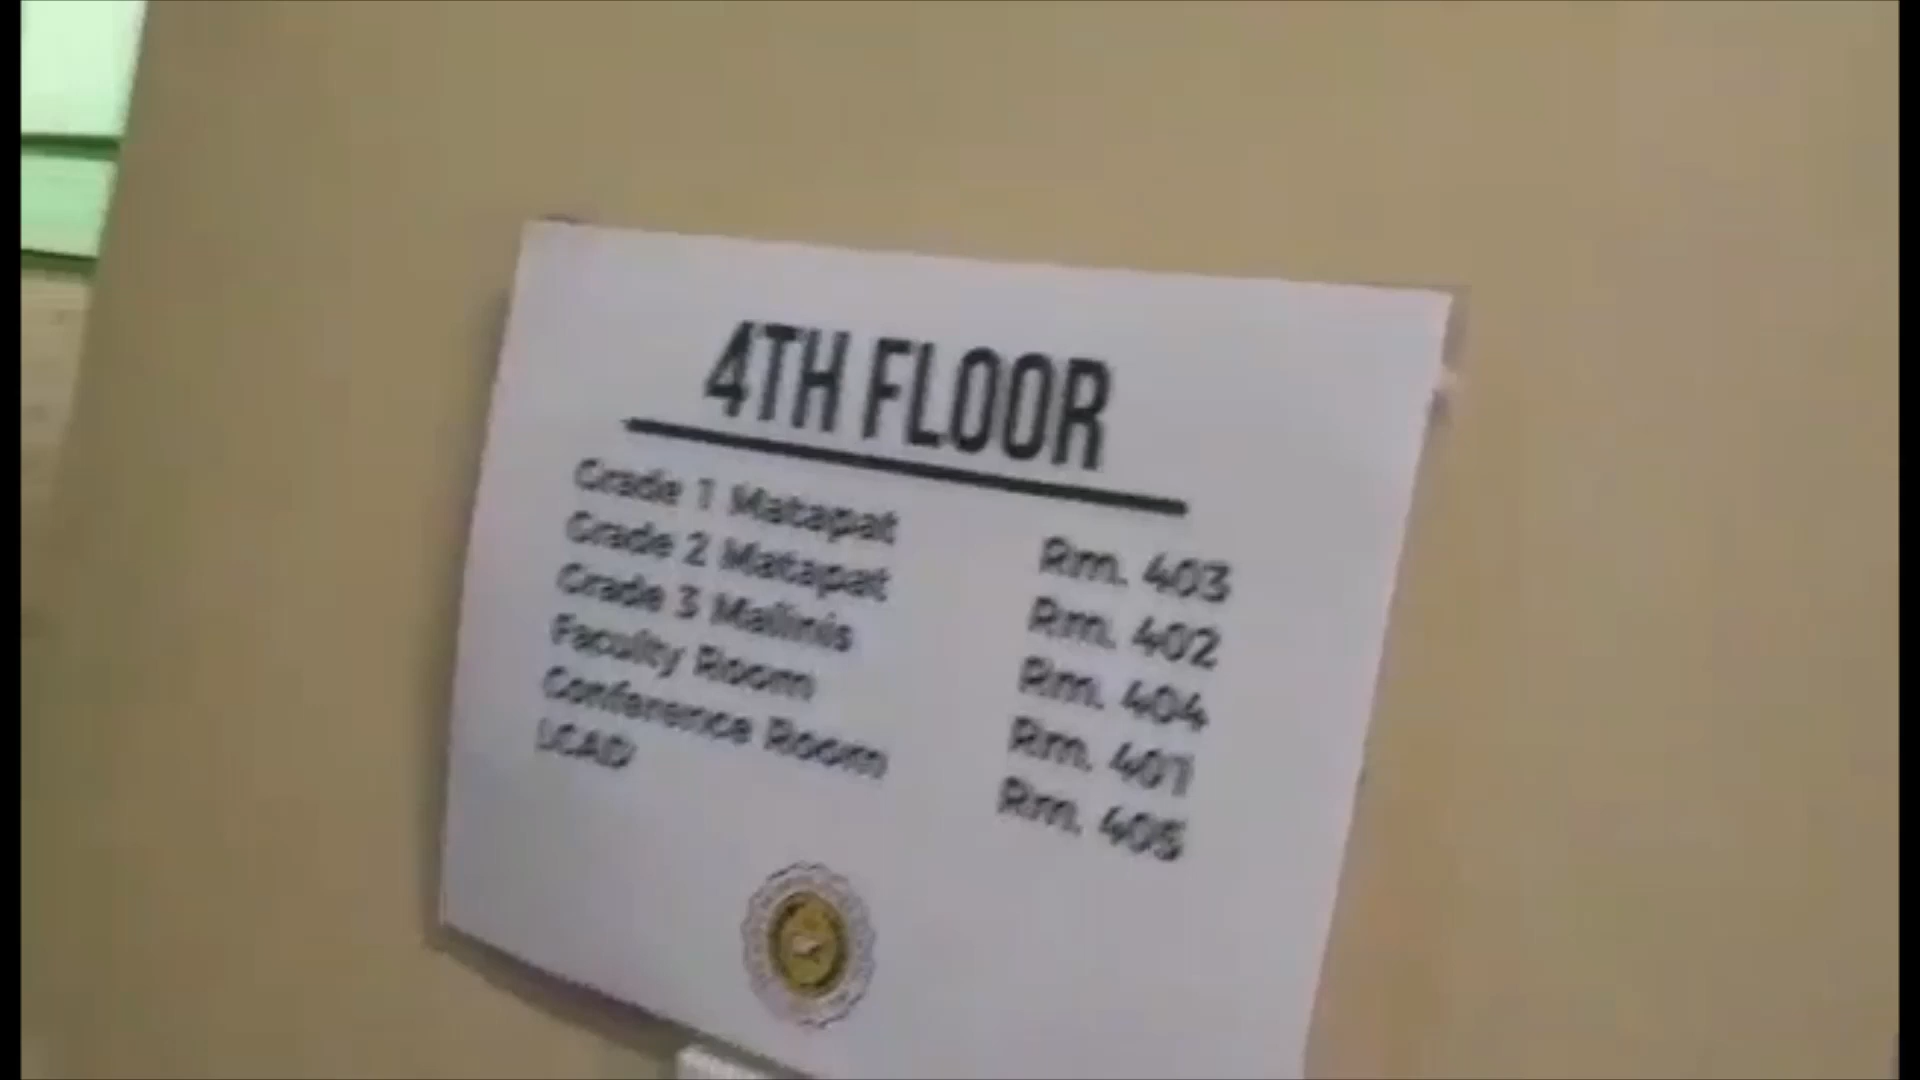 4TH FLOOR
Grade 1 Matapat Rm. 403
Grade 2 Matapat Rm. 402
Grade 3 Malinis Rm. 404
Faculty Room Rm. 401
Conference Room Rm. 405